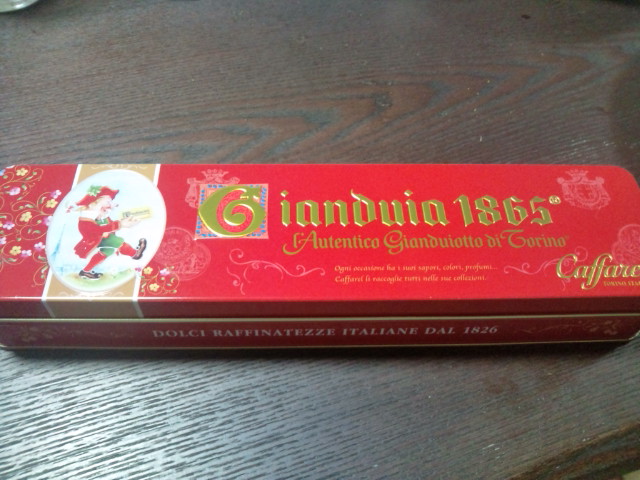 Gianduia 1865®
l'Autentico Gianduiotto di Torino
Ogni occasione ha i suoi sapori, colori, profumi...
Caffarel li raccoglie tutti nelle sue collezioni.
Caffarel
TORINO
DOLCI RAFFINATEZZE ITALIANE DAL 1826